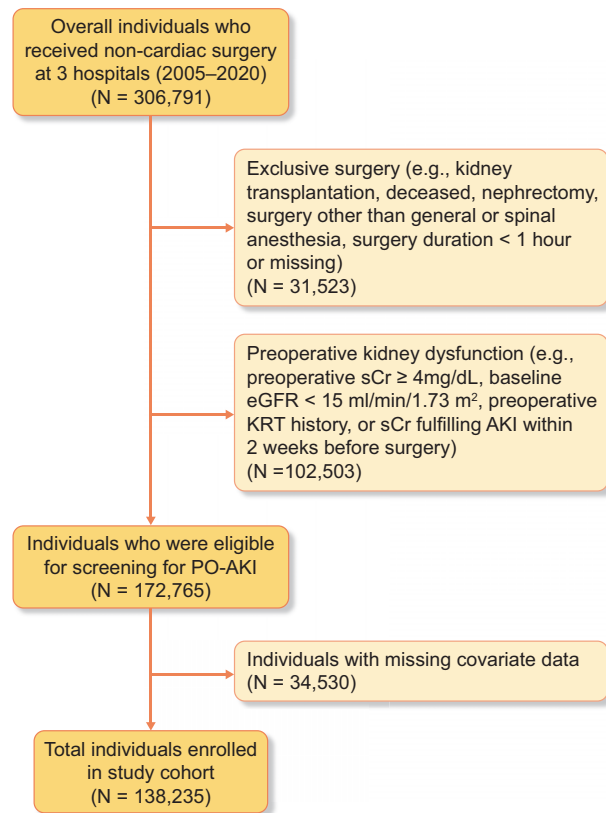 Overall individuals who
received non-cardiac surgery
at 3 hospitals (2005–2020)
(N = 306,791)
Exclusive surgery (e.g., kidney
transplantation, deceased, nephrectomy,
surgery other than general or spinal
anesthesia, surgery duration < 1 hour
or missing)
(N = 31,523)
Preoperative kidney dysfunction (e.g.,
preoperative sCr ≥ 4mg/dL, baseline
eGFR < 15 ml/min/1.73 m², preoperative
KRT history, or sCr fulfilling AKI within
2 weeks before surgery)
(N =102,503)
Individuals who were eligible
for screening for PO-AKI
(N = 172,765)
Individuals with missing covariate data
(N = 34,530)
Total individuals enrolled
in study cohort
(N = 138,235)